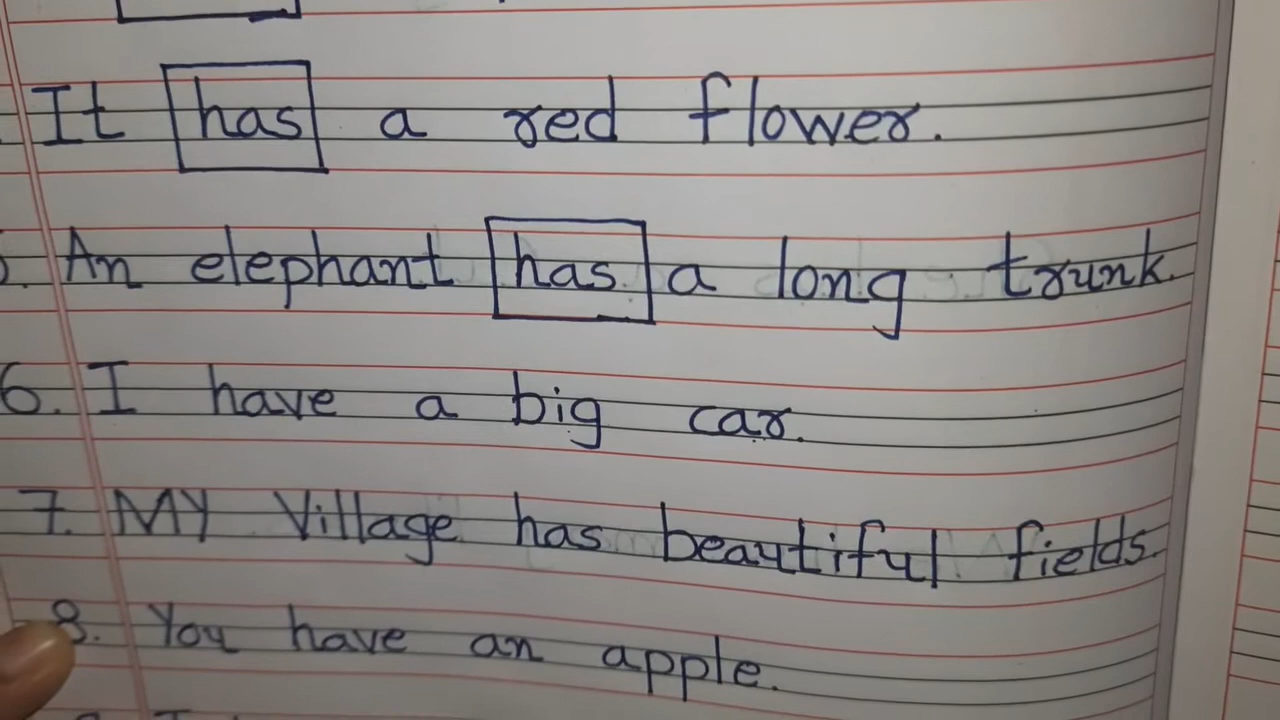 It has a red flower.
5. An elephant has a long trunk.
6. I have a big car.
7. MY Village has beautiful fields.
8. You have an apple.